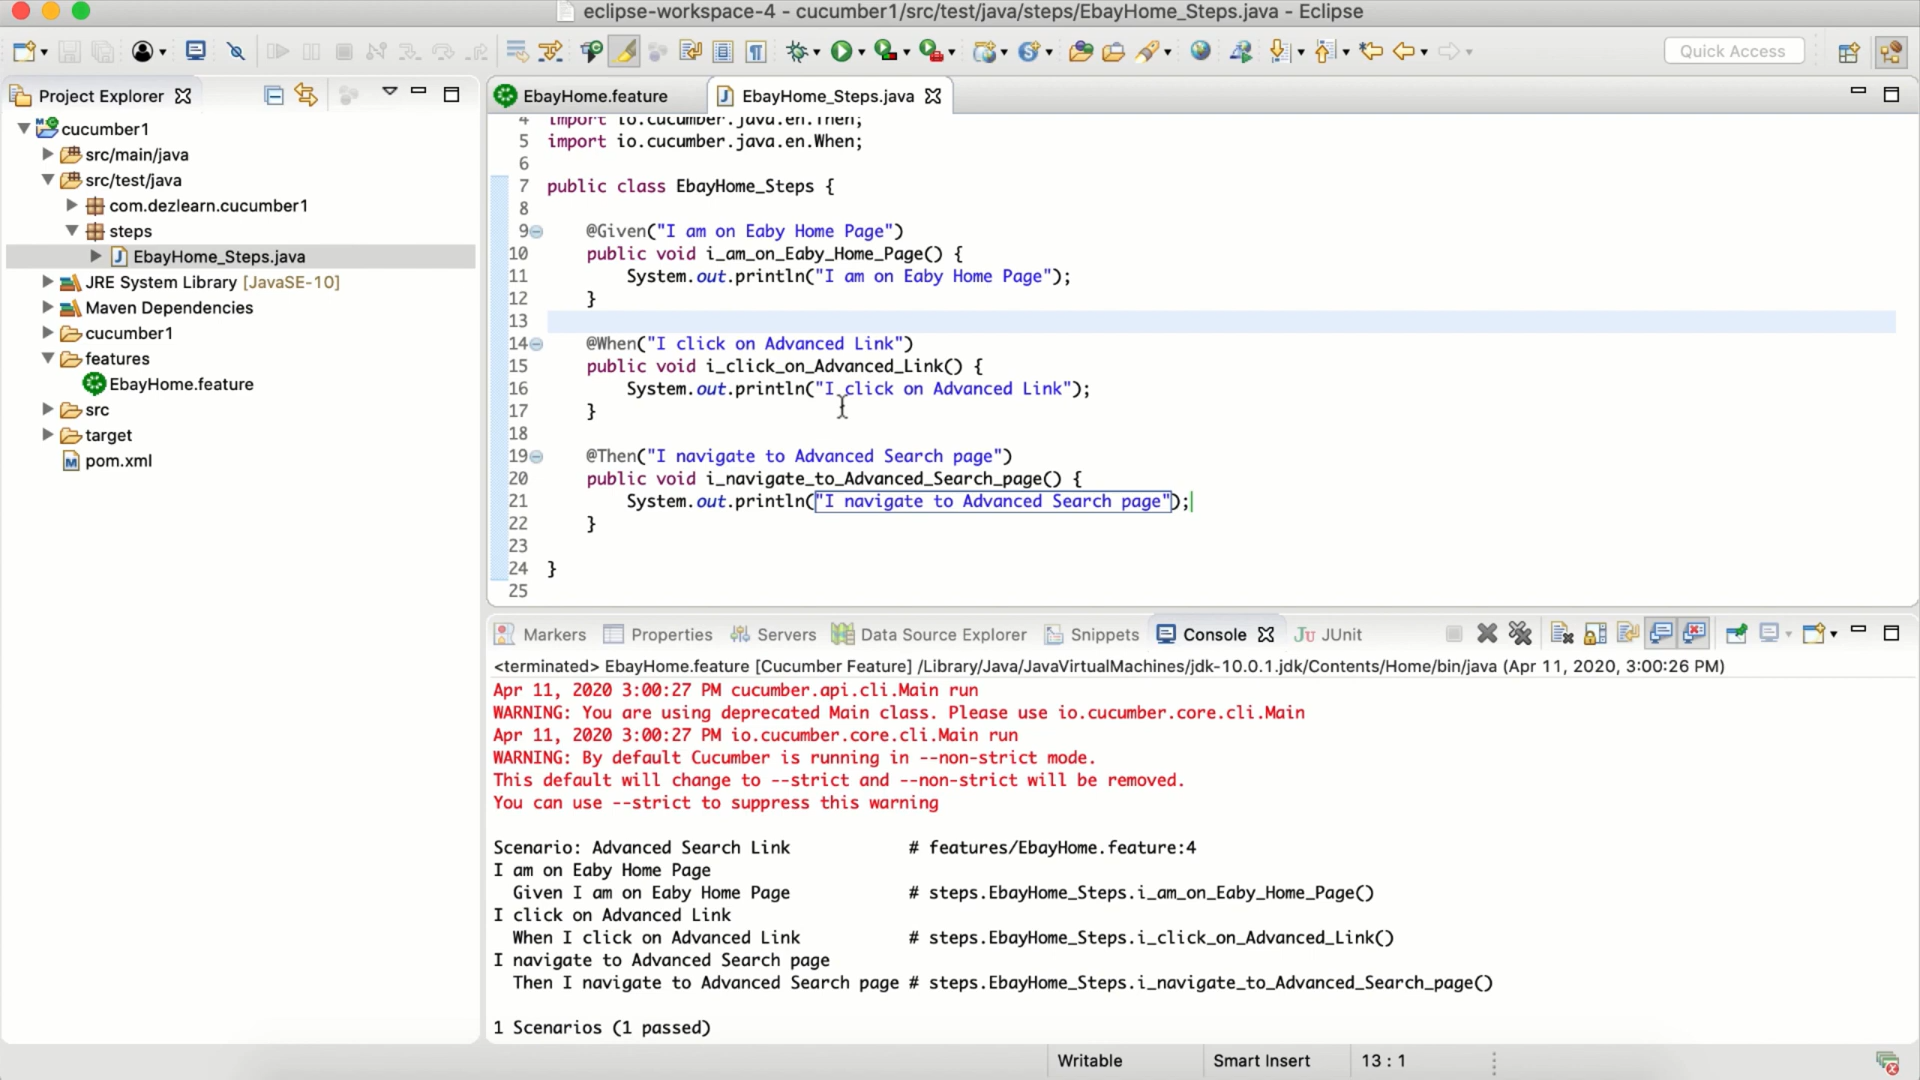 eclipse-workspace-4 - cucumber1/src/test/java/steps/EbayHome_Steps.java - Eclipse
Quick Access
Project Explorer
cucumber1
src/main/java
src/test/java
com.dezlearn.cucumber1
steps
EbayHome_Steps.java
JRE System Library [JavaSE-10]
Maven Dependencies
cucumber1
features
EbayHome.feature
src
target
pom.xml
EbayHome.feature
EbayHome_Steps.java
4 import io.cucumber.java.en.Then;
5 import io.cucumber.java.en.When;
6
7 public class EbayHome_Steps {
8
9 @Given("I am on Eaby Home Page")
10 public void i_am_on_Eaby_Home_Page() {
11 System.out.println("I am on Eaby Home Page");
12 }
13
14 @When("I click on Advanced Link")
15 public void i_click_on_Advanced_Link() {
16 System.out.println("I click on Advanced Link");
17 }
18
19 @Then("I navigate to Advanced Search page")
20 public void i_navigate_to_Advanced_Search_page() {
21 System.out.println("I navigate to Advanced Search page");
22 }
23
24 }
25
Markers Properties Servers Data Source Explorer Snippets Console JUnit
<terminated> EbayHome.feature [Cucumber Feature] /Library/Java/JavaVirtualMachines/jdk-10.0.1.jdk/Contents/Home/bin/java (Apr 11, 2020, 3:00:26 PM)
Apr 11, 2020 3:00:27 PM cucumber.api.cli.Main run
WARNING: You are using deprecated Main class. Please use io.cucumber.core.cli.Main
Apr 11, 2020 3:00:27 PM io.cucumber.core.cli.Main run
WARNING: By default Cucumber is running in --non-strict mode.
This default will change to --strict and --non-strict will be removed.
You can use --strict to suppress this warning
Scenario: Advanced Search Link # features/EbayHome.feature:4
I am on Eaby Home Page
Given I am on Eaby Home Page # steps.EbayHome_Steps.i_am_on_Eaby_Home_Page()
I click on Advanced Link
When I click on Advanced Link # steps.EbayHome_Steps.i_click_on_Advanced_Link()
I navigate to Advanced Search page
Then I navigate to Advanced Search page # steps.EbayHome_Steps.i_navigate_to_Advanced_Search_page()
1 Scenarios (1 passed)
Writable Smart Insert 13 : 1